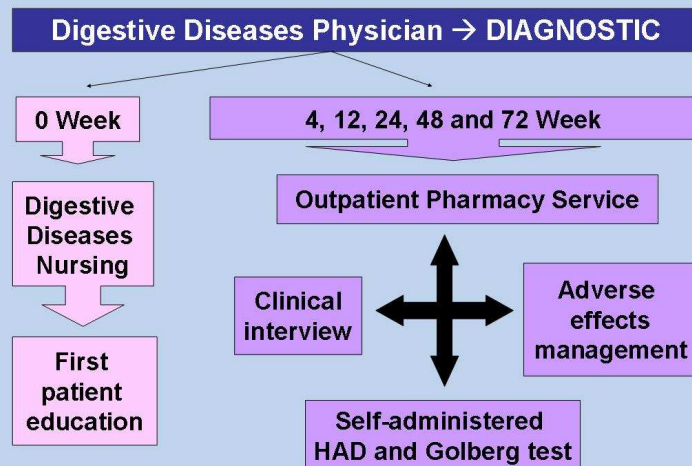 Digestive Diseases Physician → DIAGNOSTIC
0 Week
4, 12, 24, 48 and 72 Week
Digestive
Diseases
Nursing
First
patient
education
Outpatient Pharmacy Service
Clinical
interview
Adverse
effects
management
Self-administered
HAD and Golberg test